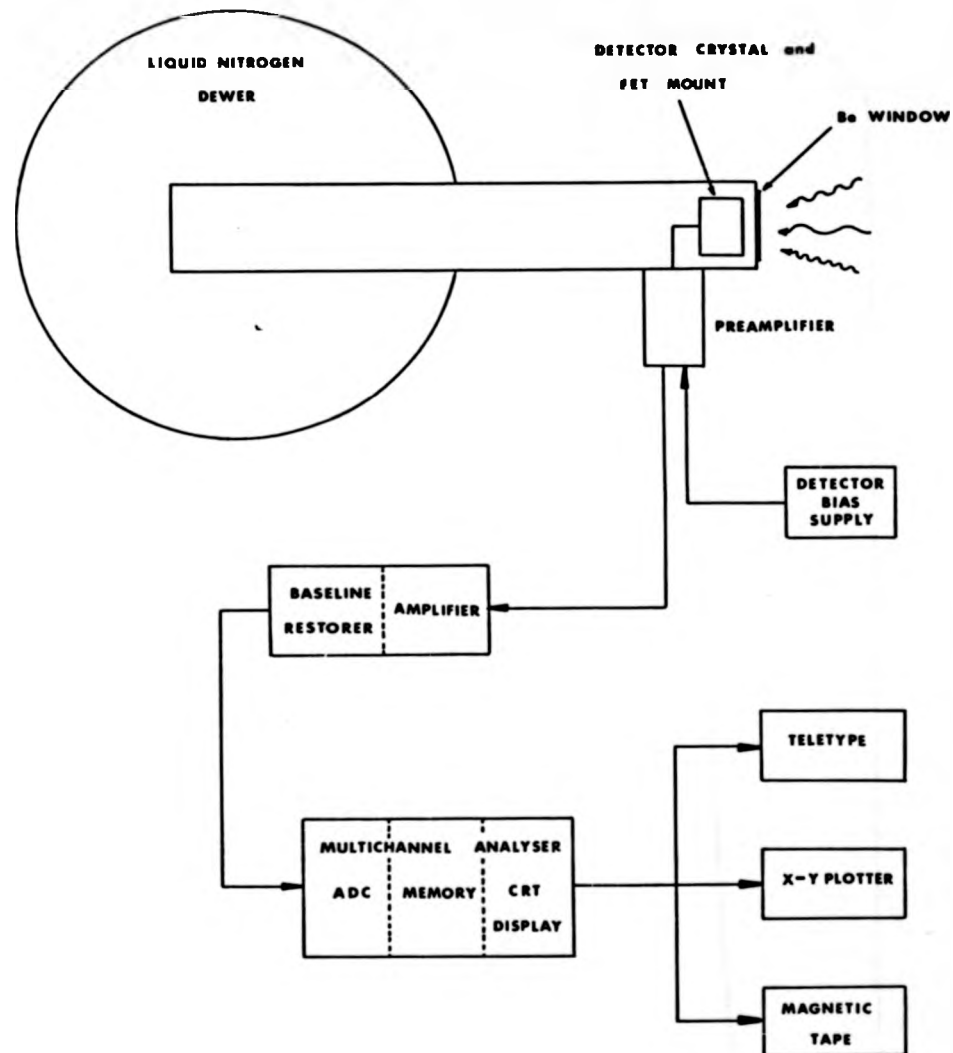 LIQUID NITROGEN
DEWER
DETECTOR CRYSTAL and
FET MOUNT
Be WINDOW
PREAMPLIFIER
DETECTOR
BIAS
SUPPLY
BASELINE
RESTORER
AMPLIFIER
TELETYPE
MULTICHANNEL ANALYSER
ADC MEMORY CRT
DISPLAY
X-Y PLOTTER
MAGNETIC
TAPE